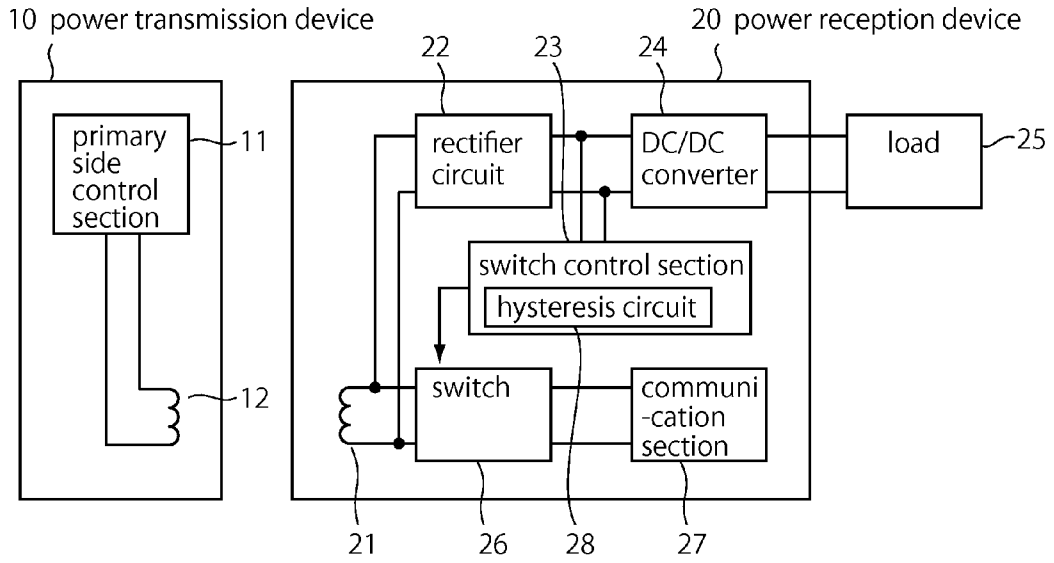 10 power transmission device
20 power reception device
22
23
24
primary
side
control
section
11
rectifier
circuit
DC/DC
converter
load
25
switch control section
hysteresis circuit
12
switch
communi
-cation
section
21
26
28
27